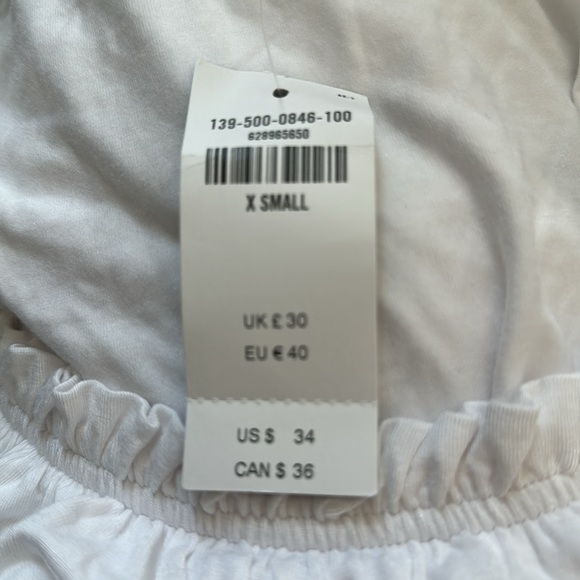 139-500-0846-100
628965650
X SMALL
UK £ 30
EU € 40
US $ 34
CAN $ 36